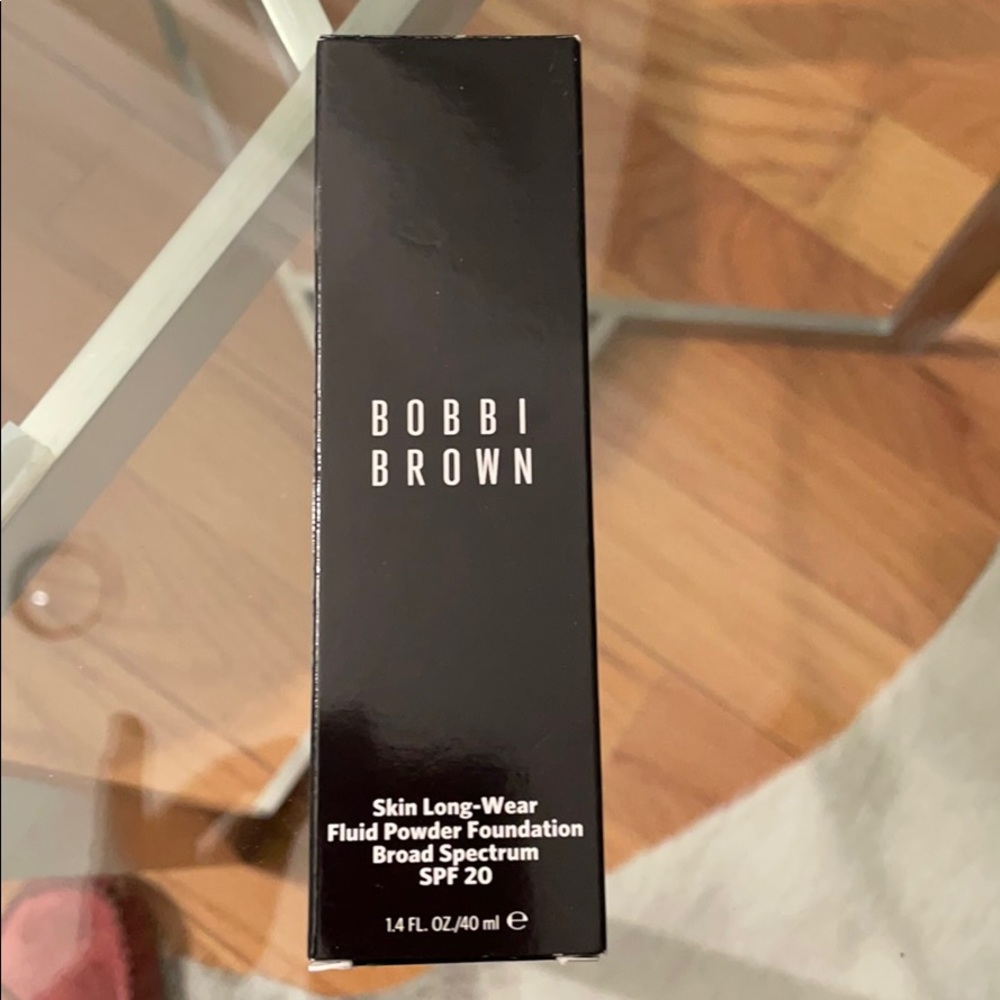 BOBBI
BROWN
Skin Long-Wear
Fluid Powder Foundation
Broad Spectrum
SPF 20
1.4 FL. OZ./40 ml ℮